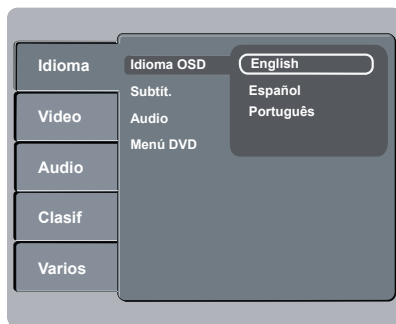 Idioma
Video
Audio
Clasif
Varios
Idioma OSD
Subtít.
Audio
Menú DVD
English
Español
Português